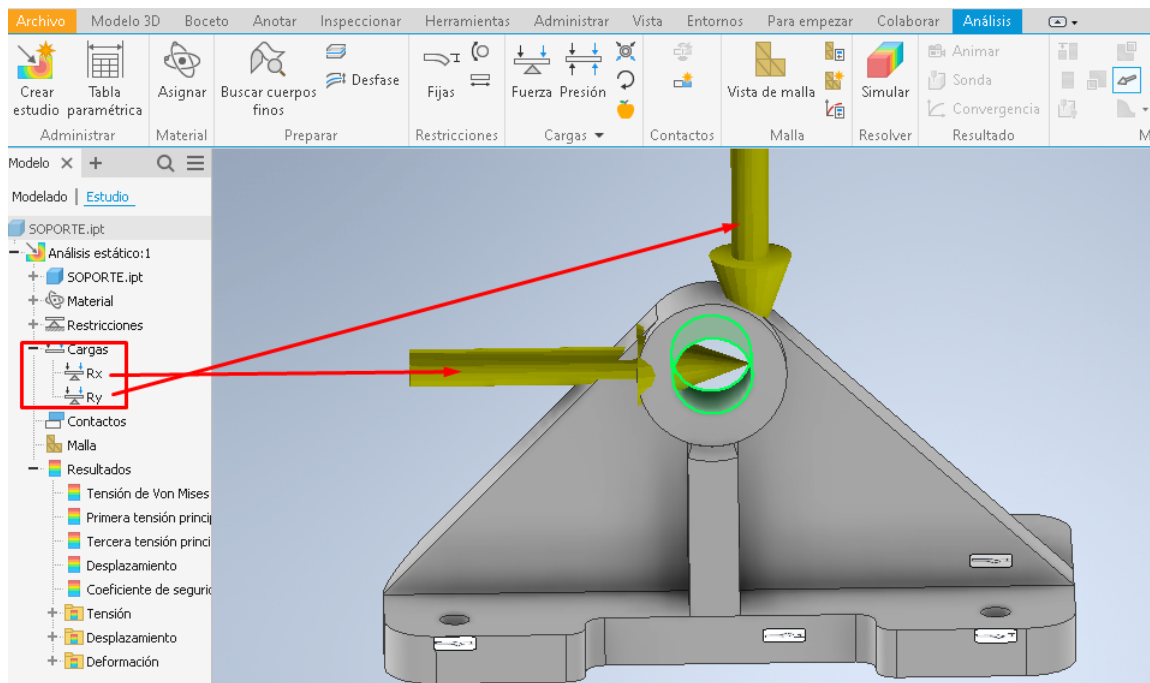 Archivo Modelo 3D Boceto Anotar Inspeccionar Herramientas Administrar Vista Entornos Para empezar Colaborar Análisis
Crear estudio
Tabla paramétrica
Asignar
Buscar cuerpos finos
Desfase
Fijas
Fuerza Presión
Vista de malla
Simular
Animar
Sonda
Convergencia
Administrar Material Preparar Restricciones Cargas Contactos Malla Resolver Resultado M
Modelo
Modelado | Estudio
SOPORTE.ipt
Análisis estático:1
SOPORTE.ipt
Material
Restricciones
Cargas
Rx
Ry
Contactos
Malla
Resultados
Tensión de Von Mises
Primera tensión princip
Tercera tensión princi
Desplazamiento
Coeficiente de segurid
Tensión
Desplazamiento
Deformación